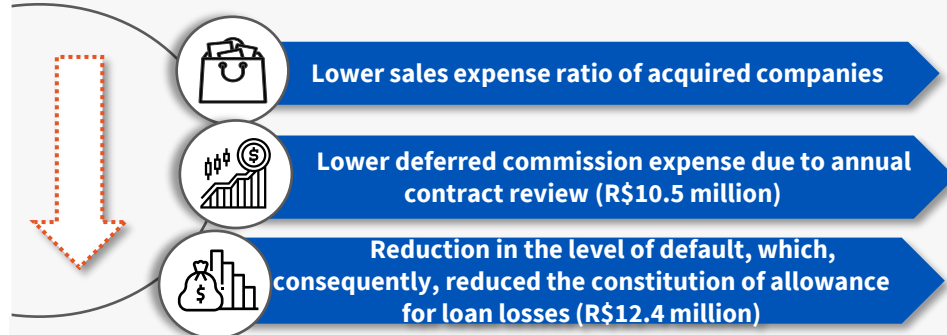 Lower sales expense ratio of acquired companies
$
Lower deferred commission expense due to annual
contract review (R$10.5 million)
$
Reduction in the level of default, which,
consequently, reduced the constitution of allowance
for loan losses (R$12.4 million)